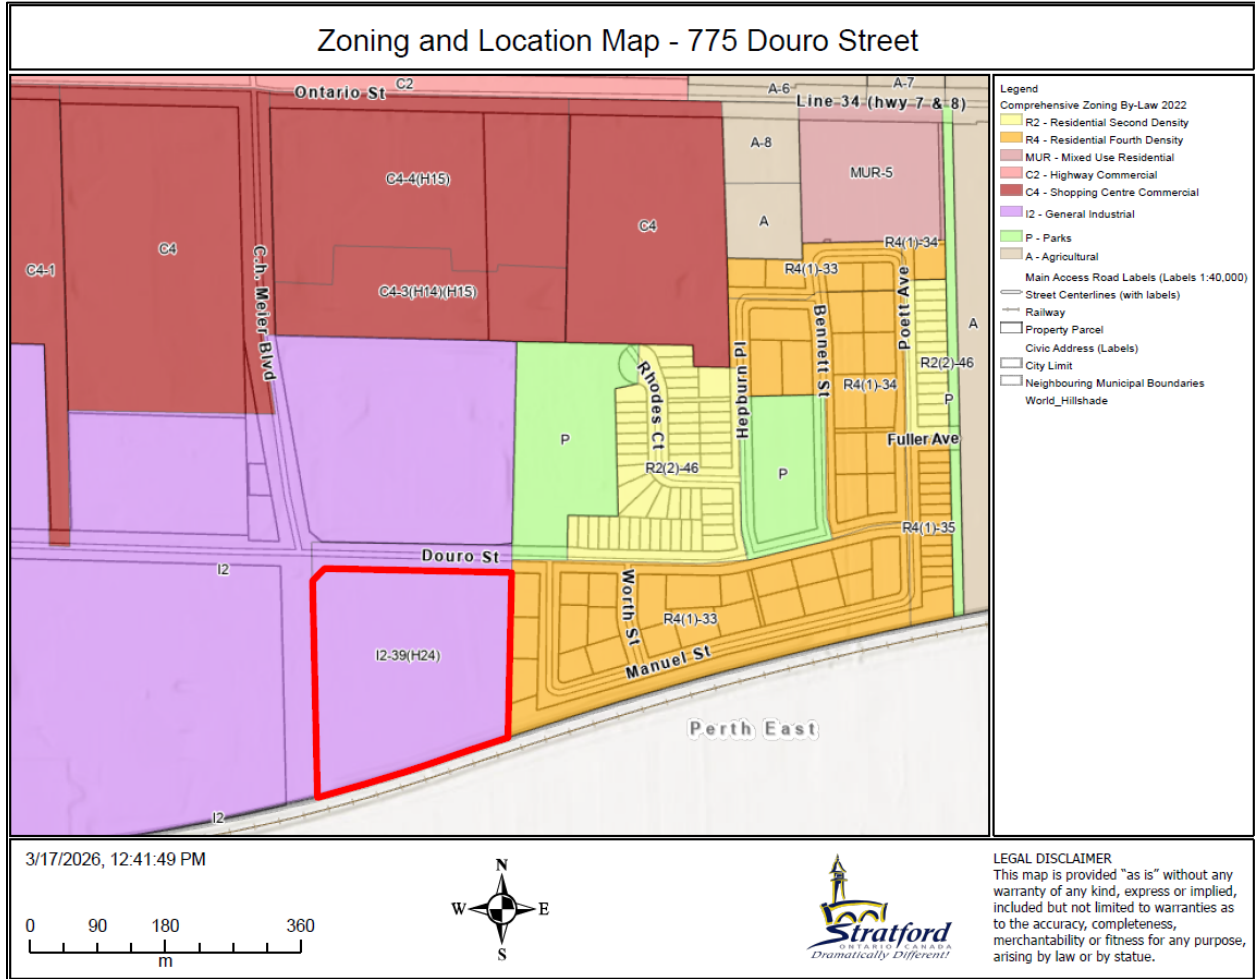 Zoning and Location Map - 775 Douro Street
Ontario St
C2
A-6
A-7
Line 34 (hwy 7 & 8)
A-8
MUR-5
C4-4(H15)
C4
C4
A
C4-1
C.h. Meier Blvd
C4-3(H14)(H15)
R4(1)-34
R4(1)-33
Poett Ave
Bennett St
A
Hepburn Pl
Rhodes Ct
R2(2)-46
R4(1)-34
P
P
Fuller Ave
R2(2)-46
P
R4(1)-35
Douro St
I2
Worth St
R4(1)-33
I2-39(H24)
Manuel St
Perth East
I2
Legend
Comprehensive Zoning By-Law 2022
R2 - Residential Second Density
R4 - Residential Fourth Density
MUR - Mixed Use Residential
C2 - Highway Commercial
C4 - Shopping Centre Commercial
I2 - General Industrial
P - Parks
A - Agricultural
Main Access Road Labels (Labels 1:40,000)
Street Centerlines (with labels)
Railway
Property Parcel
Civic Address (Labels)
City Limit
Neighbouring Municipal Boundaries
World_Hillshade
3/17/2026, 12:41:49 PM
0 90 180 360
m
N
W E
S
Stratford
ONTARIO CANADA
Dramatically Different!
LEGAL DISCLAIMER
This map is provided “as is” without any
warranty of any kind, express or implied,
included but not limited to warranties as
to the accuracy, completeness,
merchantability or fitness for any purpose,
arising by law or by statue.